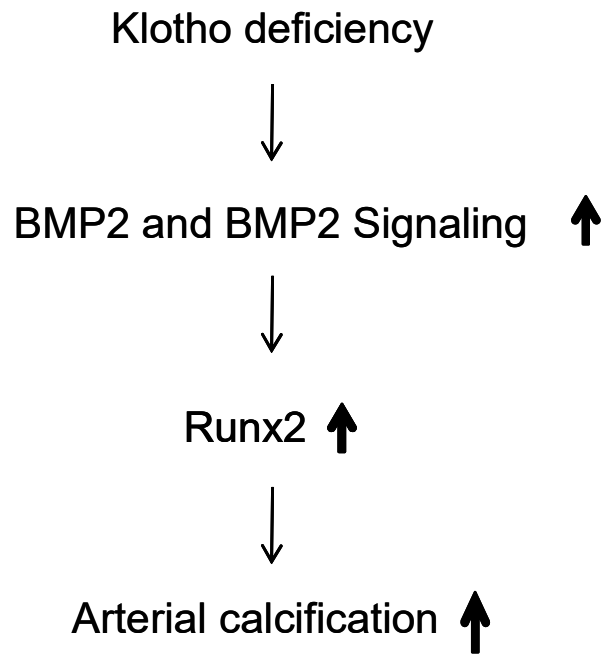 Klotho deficiency
BMP2 and BMP2 Signaling
Runx2
Arterial calcification